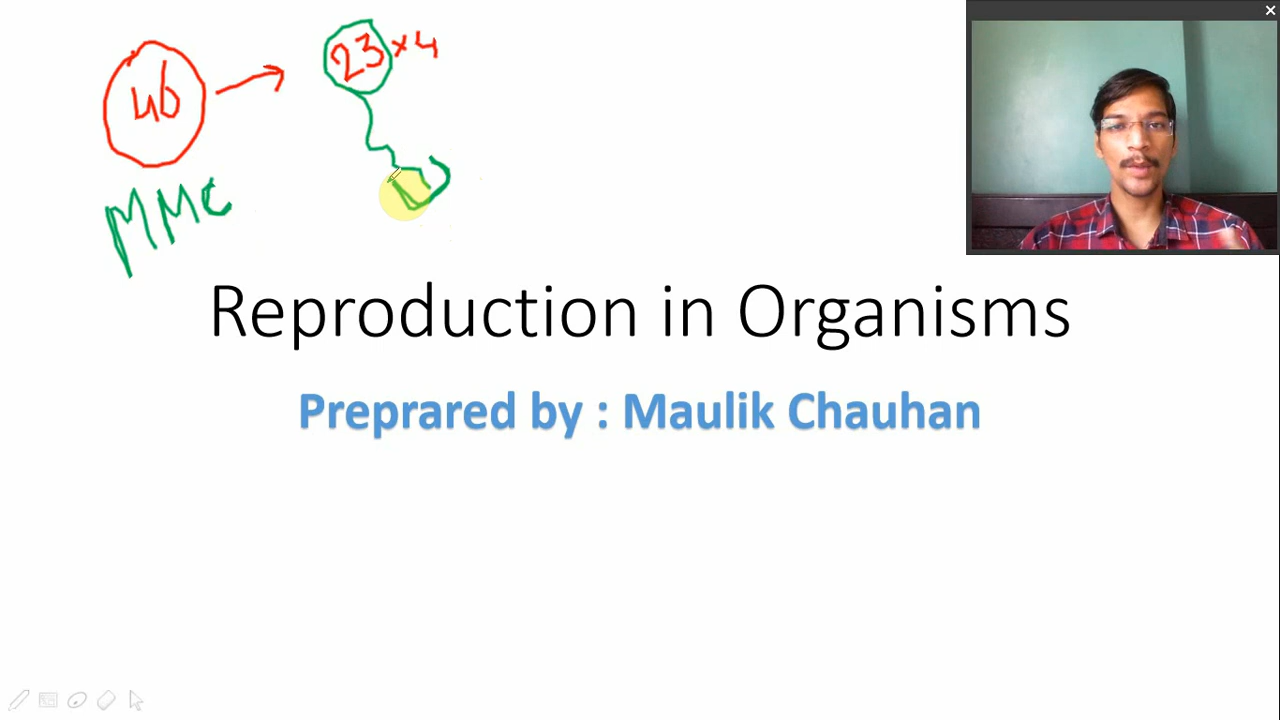 46 → 23 × 4
MMC
Reproduction in Organisms
Preprared by : Maulik Chauhan